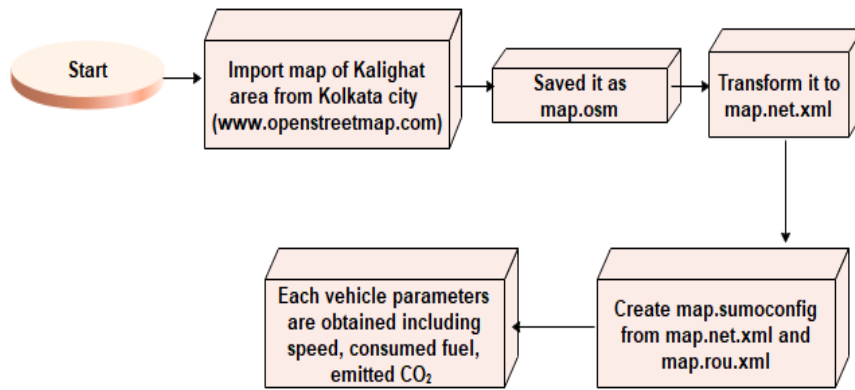 Start
Import map of Kalighat
area from Kolkata city
(www.openstreetmap.com)
Saved it as
map.osm
Transform it to
map.net.xml
Create map.sumoconfig
from map.net.xml and
map.rou.xml
Each vehicle parameters
are obtained including
speed, consumed fuel,
emitted CO₂